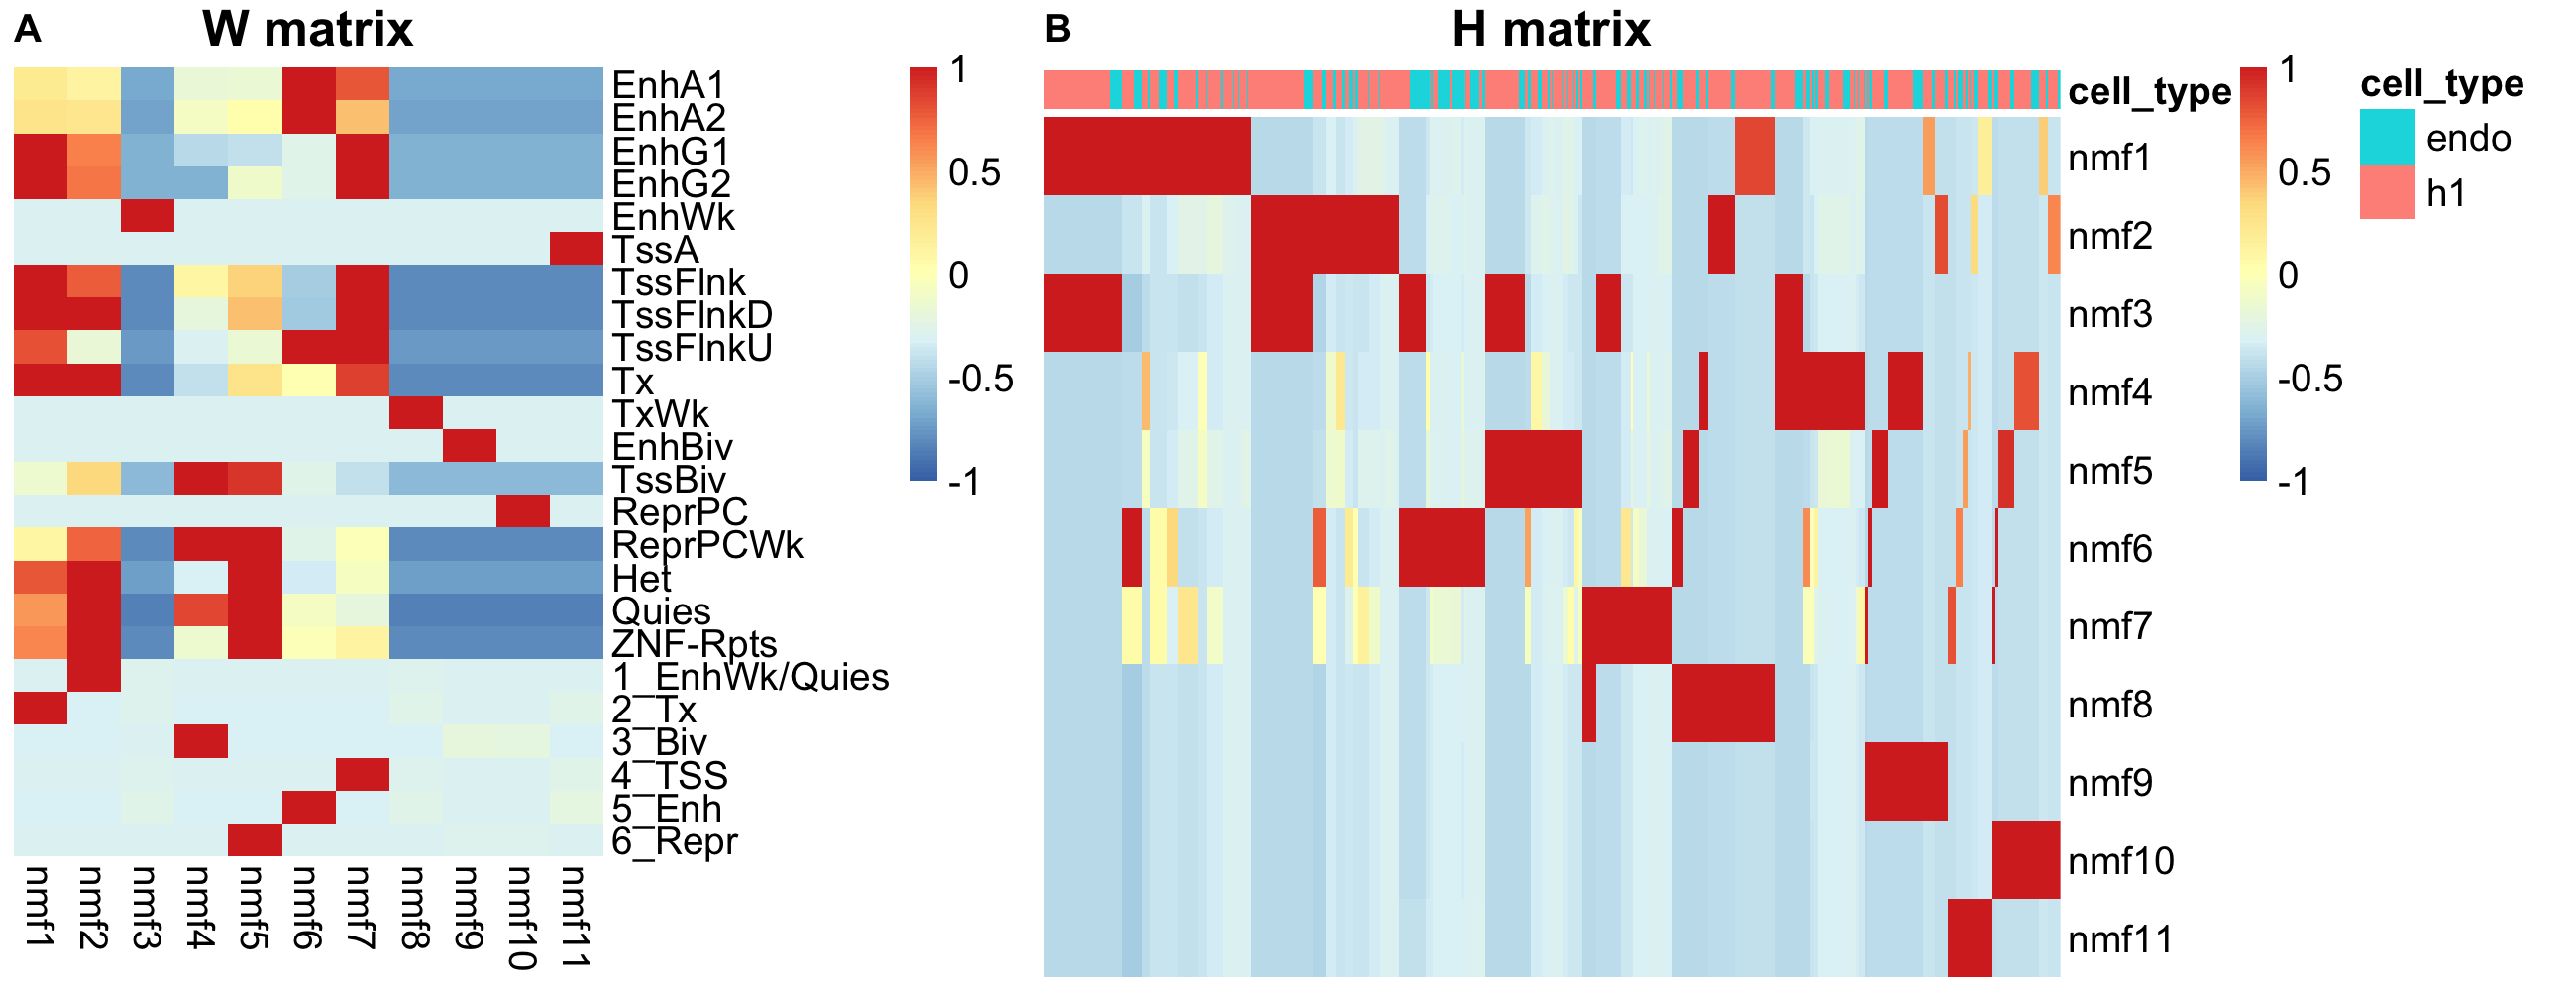 A
W matrix
EnhA1
EnhA2
EnhG1
EnhG2
EnhWk
TssA
TssFlnk
TssFlnkD
TssFlnkU
Tx
TxWk
EnhBiv
TssBiv
ReprPC
ReprPCWk
Het
Quies
ZNF-Rpts
1_EnhWk/Quies
2_Tx
3_Biv
4_TSS
5_Enh
6_Repr
nmf1
nmf2
nmf3
nmf4
nmf5
nmf6
nmf7
nmf8
nmf9
nmf10
nmf11
1
0.5
0
-0.5
-1
B
H matrix
cell_type
nmf1
nmf2
nmf3
nmf4
nmf5
nmf6
nmf7
nmf8
nmf9
nmf10
nmf11
1
0.5
0
-0.5
-1
cell_type
endo
h1